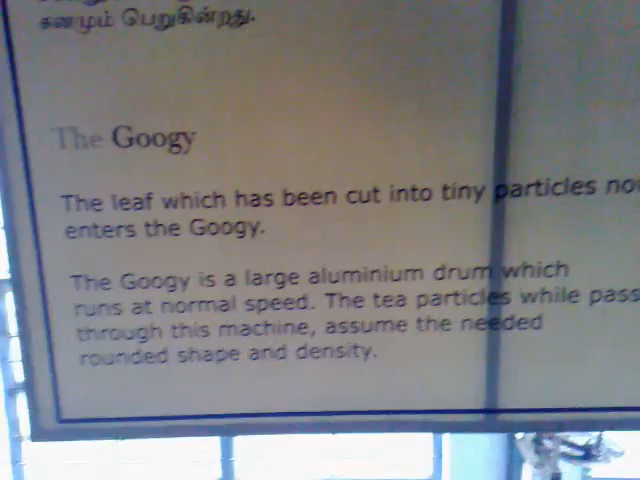 கனமும் பெறுகின்றது.
The Googy
The leaf which has been cut into tiny particles
enters the Googy.
The Googy is a large aluminium drum which
runs at normal speed. The tea particles while pass
through this machine, assume the needed
rounded shape and density.